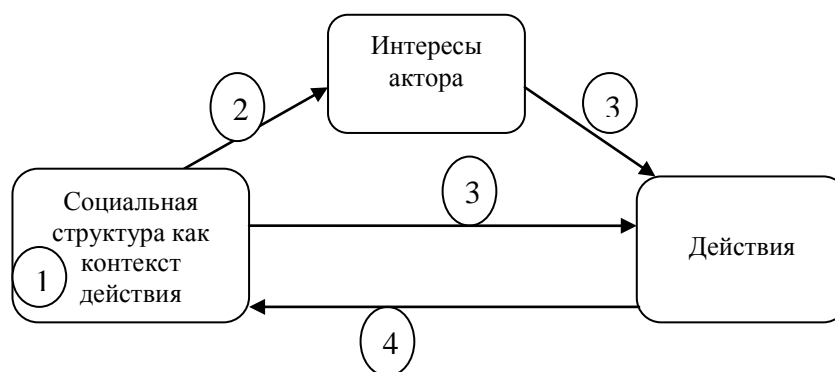 Интересы
актора
2
3
3
Социальная
структура как
контекст
действия
1
Действия
4